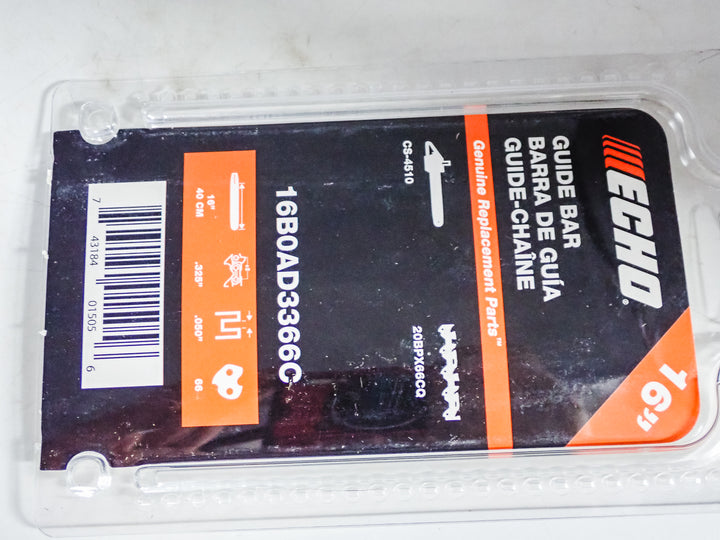 ECHO®
16"
GUIDE BAR
BARRA DE GUÍA
GUIDE-CHAÎNE
Genuine Replacement Parts™
CS-4510
20BPX66CQ
16B0AD3366C
16"
40 CM
.325"
.050"
66
7 43184 01505 6